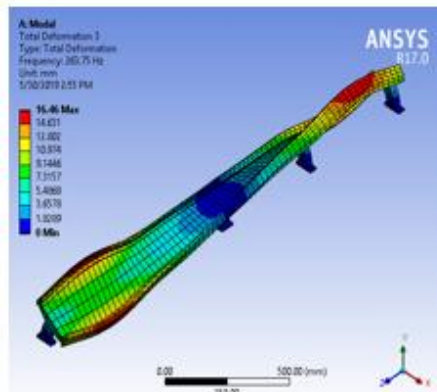 A: Modal
Total Deformation 3
Type: Total Deformation
Unit: mm
ANSYS
R17.0
16.46 Max
14.631
12.802
10.974
9.1446
7.3157
5.4868
3.6578
1.8289
0 Min
0.00
500.00 (mm)